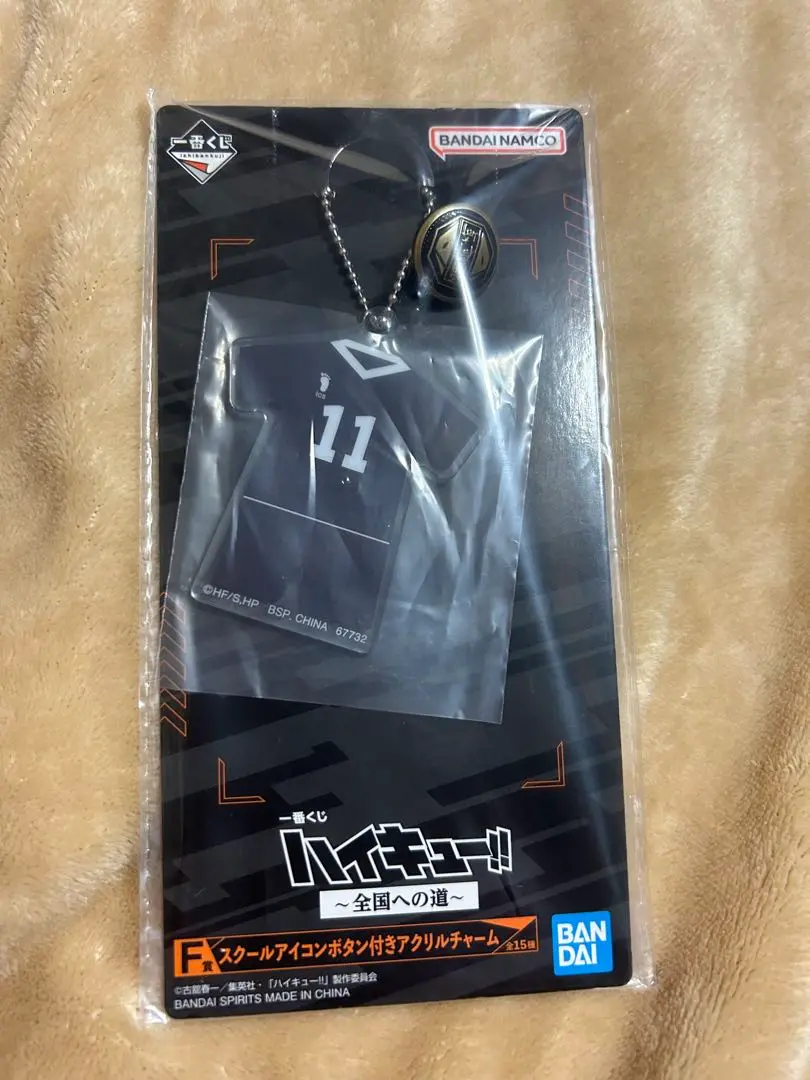 一番くじ
ichibankuji
BANDAI NAMCO
11
©HF/S,HP BSP. CHINA 67732
一番くじ
ハイキュー!!
～全国への道～
F賞 スクールアイコンボタン付きアクリルチャーム 全15種
©古舘春一／集英社・「ハイキュー!!」製作委員会
BANDAI SPIRITS MADE IN CHINA
BAN
DAI